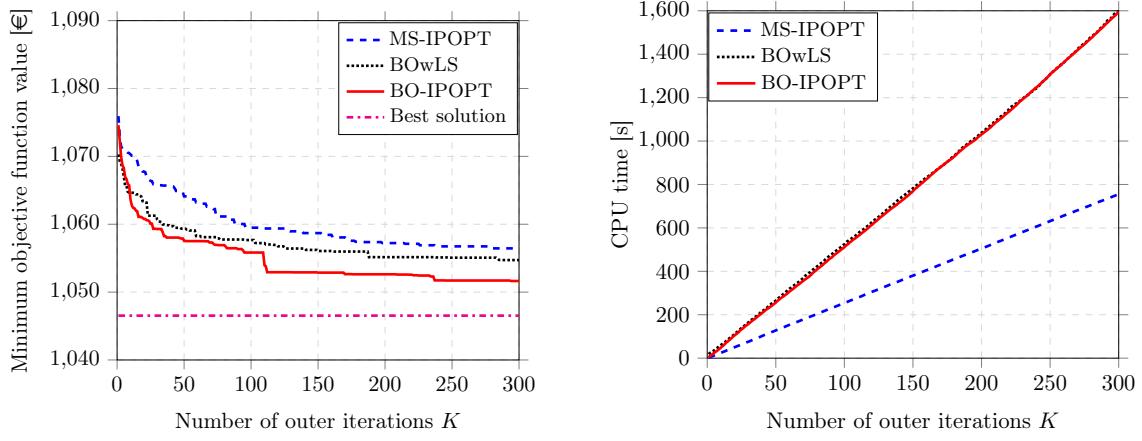 Minimum objective function value [€]
1,090
1,080
1,070
1,060
1,050
1,040
0
50
100
150
200
250
300
Number of outer iterations K
MS-IPOPT
BOwLS
BO-IPOPT
Best solution
CPU time [s]
1,600
1,400
1,200
1,000
800
600
400
200
0
0
50
100
150
200
250
300
Number of outer iterations K
MS-IPOPT
BOwLS
BO-IPOPT